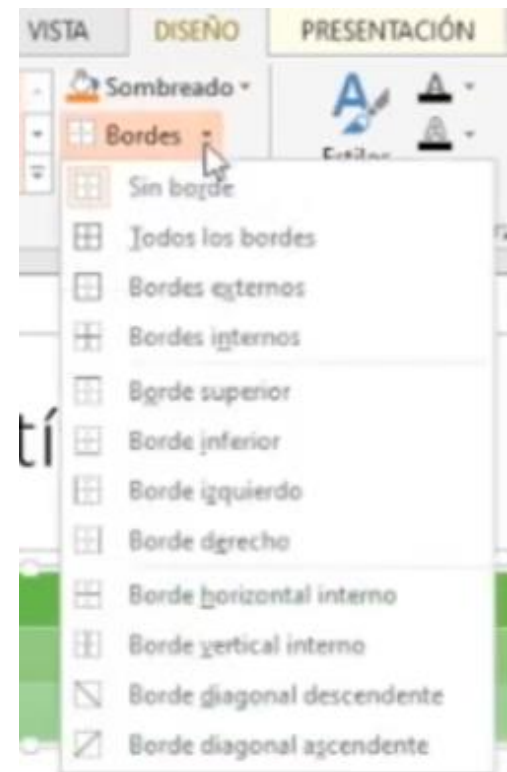 VISTA DISEÑO PRESENTACIÓN
Sombreado
Bordes
Estilos
Sin borde
Todos los bordes
Bordes externos
Bordes internos
Borde superior
Borde inferior
Borde izquierdo
Borde derecho
Borde horizontal interno
Borde vertical interno
Borde diagonal descendente
Borde diagonal ascendente
tí